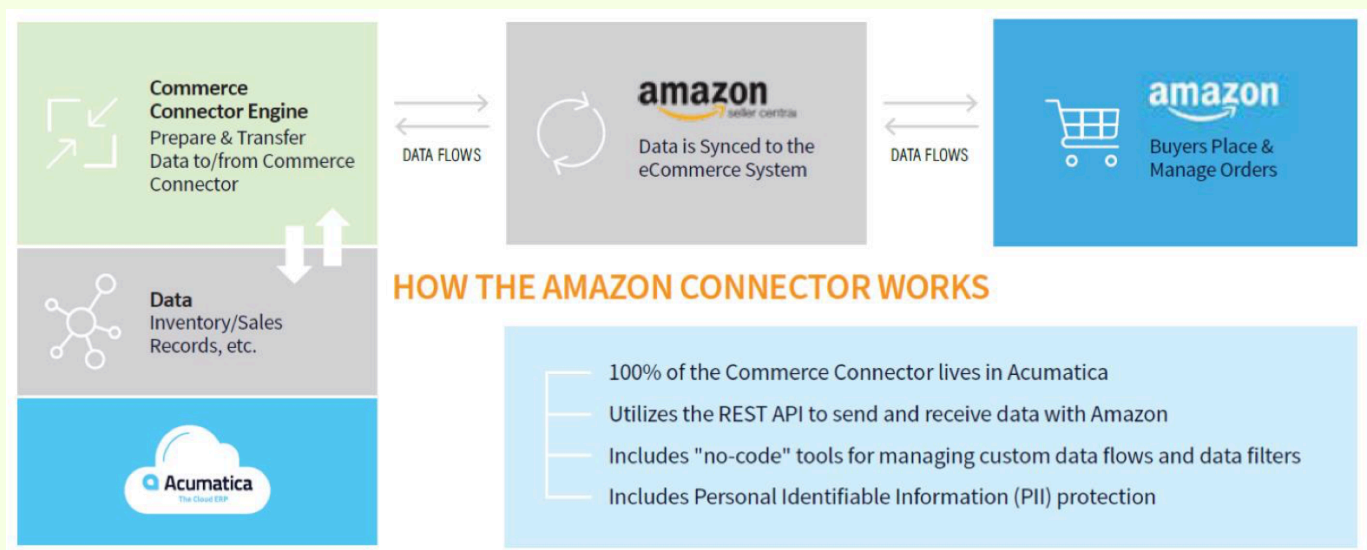 Commerce
Connector Engine
Prepare & Transfer
Data to/from Commerce
Connector
DATA FLOWS
amazon
seller central
Data is Synced to the
eCommerce System
DATA FLOWS
amazon
Buyers Place &
Manage Orders
Data
Inventory/Sales
Records, etc.
HOW THE AMAZON CONNECTOR WORKS
Acumatica
The Cloud ERP
100% of the Commerce Connector lives in Acumatica
Utilizes the REST API to send and receive data with Amazon
Includes "no-code" tools for managing custom data flows and data filters
Includes Personal Identifiable Information (PII) protection